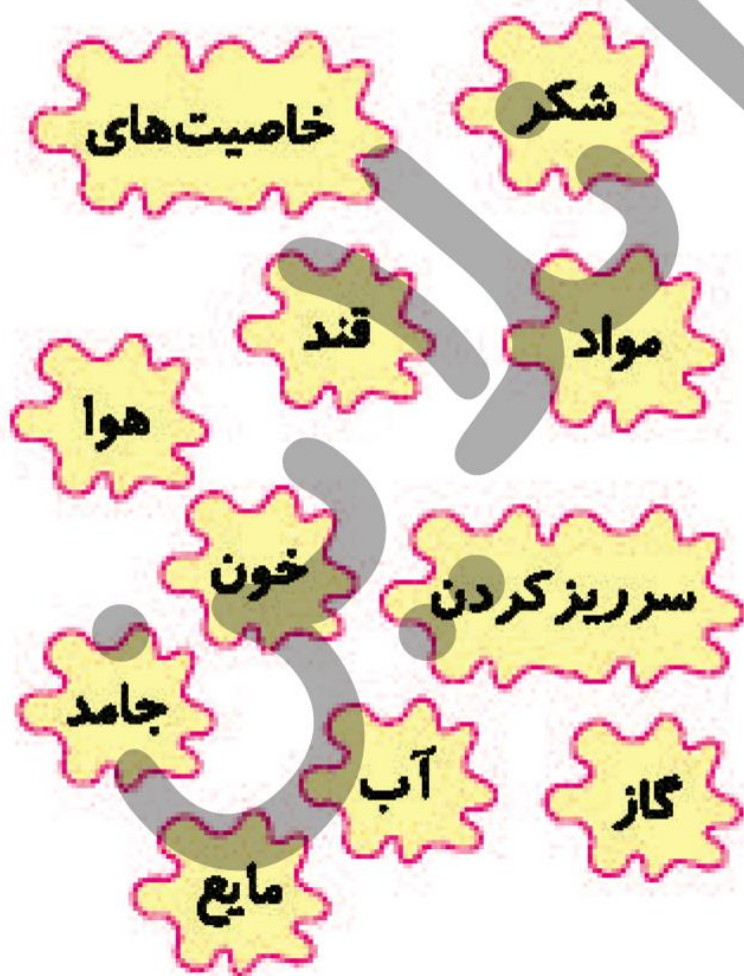 شکر
خاصیت‌های
مواد
قند
هوا
خون
سرریز کردن
جامد
آب
گاز
مایع